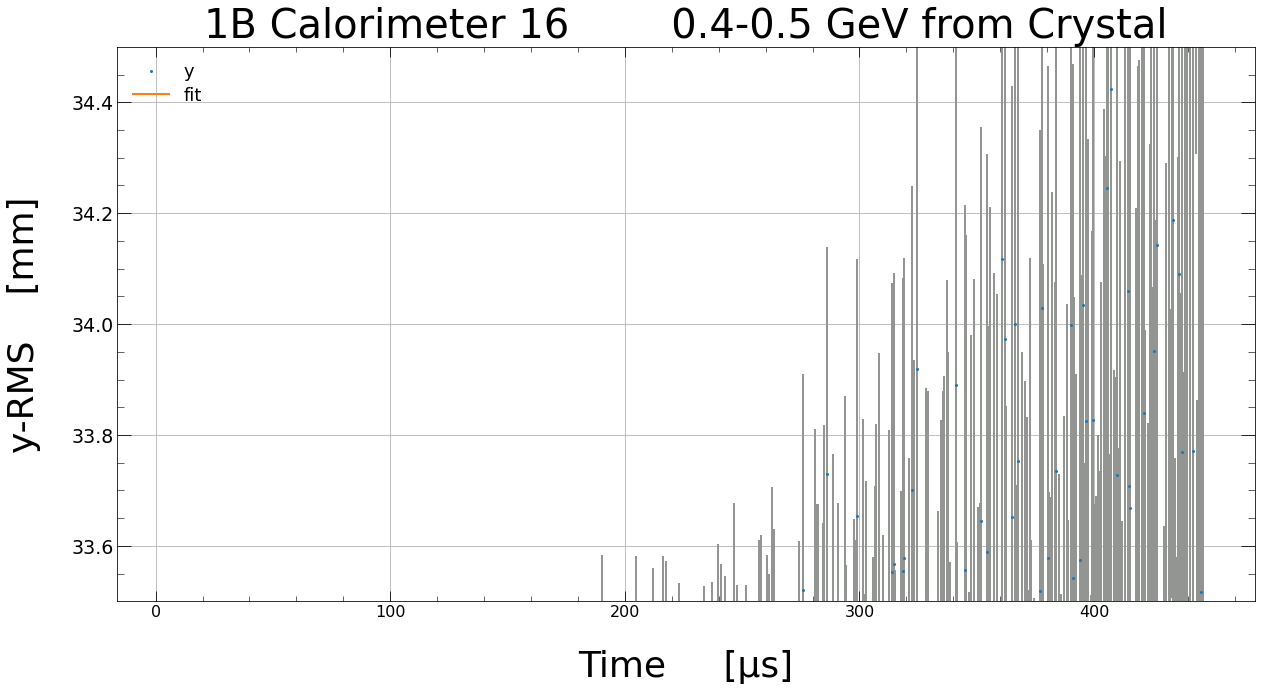 1B Calorimeter 16 0.4-0.5 GeV from Crystal
y
fit
34.4
34.2
34.0
33.8
33.6
y-RMS [mm]
0 100 200 300 400
Time [µs]